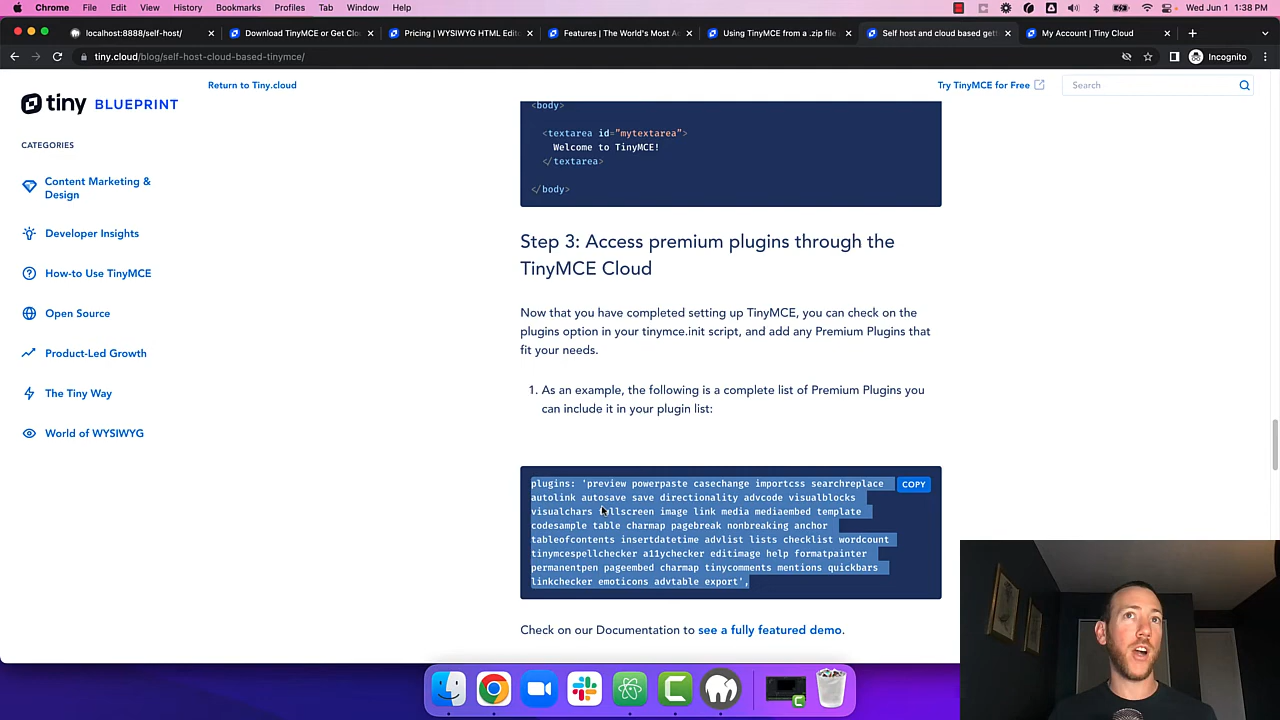 Chrome File Edit View History Bookmarks Profiles Tab Window Help Wed Jun 1 1:38 PM
localhost:8888/self-host/ Download TinyMCE or Get Clo Pricing | WYSIWYG HTML Edito Features | The World's Most A Using TinyMCE from a .zip file Self host and cloud based gett My Account | Tiny Cloud
tiny.cloud/blog/self-host-cloud-based-tinymce/ Incognito
tiny BLUEPRINT
Return to Tiny.cloud
Try TinyMCE for Free
Search
CATEGORIES
Content Marketing &
Design
Developer Insights
How-to Use TinyMCE
Open Source
Product-Led Growth
The Tiny Way
World of WYSIWYG
<body>
<textarea id="mytextarea">
Welcome to TinyMCE!
</textarea>
</body>
Step 3: Access premium plugins through the
TinyMCE Cloud
Now that you have completed setting up TinyMCE, you can check on the
plugins option in your tinymce.init script, and add any Premium Plugins that
fit your needs.
1. As an example, the following is a complete list of Premium Plugins you
can include it in your plugin list:
COPY
plugins: 'preview powerpaste casechange importcss searchreplace
autolink autosave save directionality advcode visualblocks
visualchars fullscreen image link media mediaembed template
codesample table charmap pagebreak nonbreaking anchor
tableofcontents insertdatetime advlist lists checklist wordcount
tinymcespellchecker a11ychecker editimage help formatpainter
permanentpen pageembed charmap tinycomments mentions quickbars
linkchecker emoticons advtable export',
Check on our Documentation to see a fully featured demo.